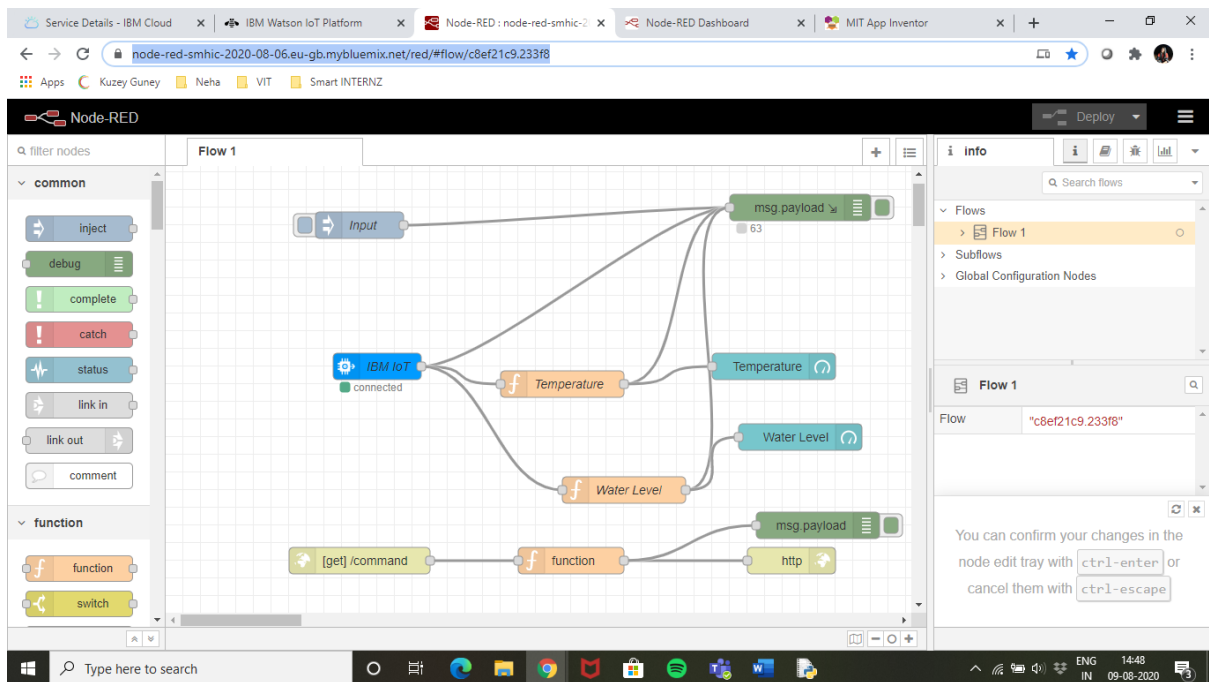 Service Details - IBM Cloud
IBM Watson IoT Platform
Node-RED : node-red-smhic-2
Node-RED Dashboard
MIT App Inventor
node-red-smhic-2020-08-06.eu-gb.mybluemix.net/red/#flow/c8ef21c9.233f8
Apps
Kuzey Guney
Neha
VIT
Smart INTERNZ
Node-RED
Deploy
filter nodes
common
inject
debug
complete
catch
status
link in
link out
comment
function
function
switch
Flow 1
Input
msg.payload
63
IBM IoT
connected
Temperature
Temperature
Water Level
Water Level
msg.payload
[get] /command
function
http
i info
i
Search flows
Flows
Flow 1
Subflows
Global Configuration Nodes
Flow 1
Flow "c8ef21c9.233f8"
You can confirm your changes in the
node edit tray with ctrl-enter or
cancel them with ctrl-escape
Type here to search
ENG
IN
14:48
09-08-2020
3